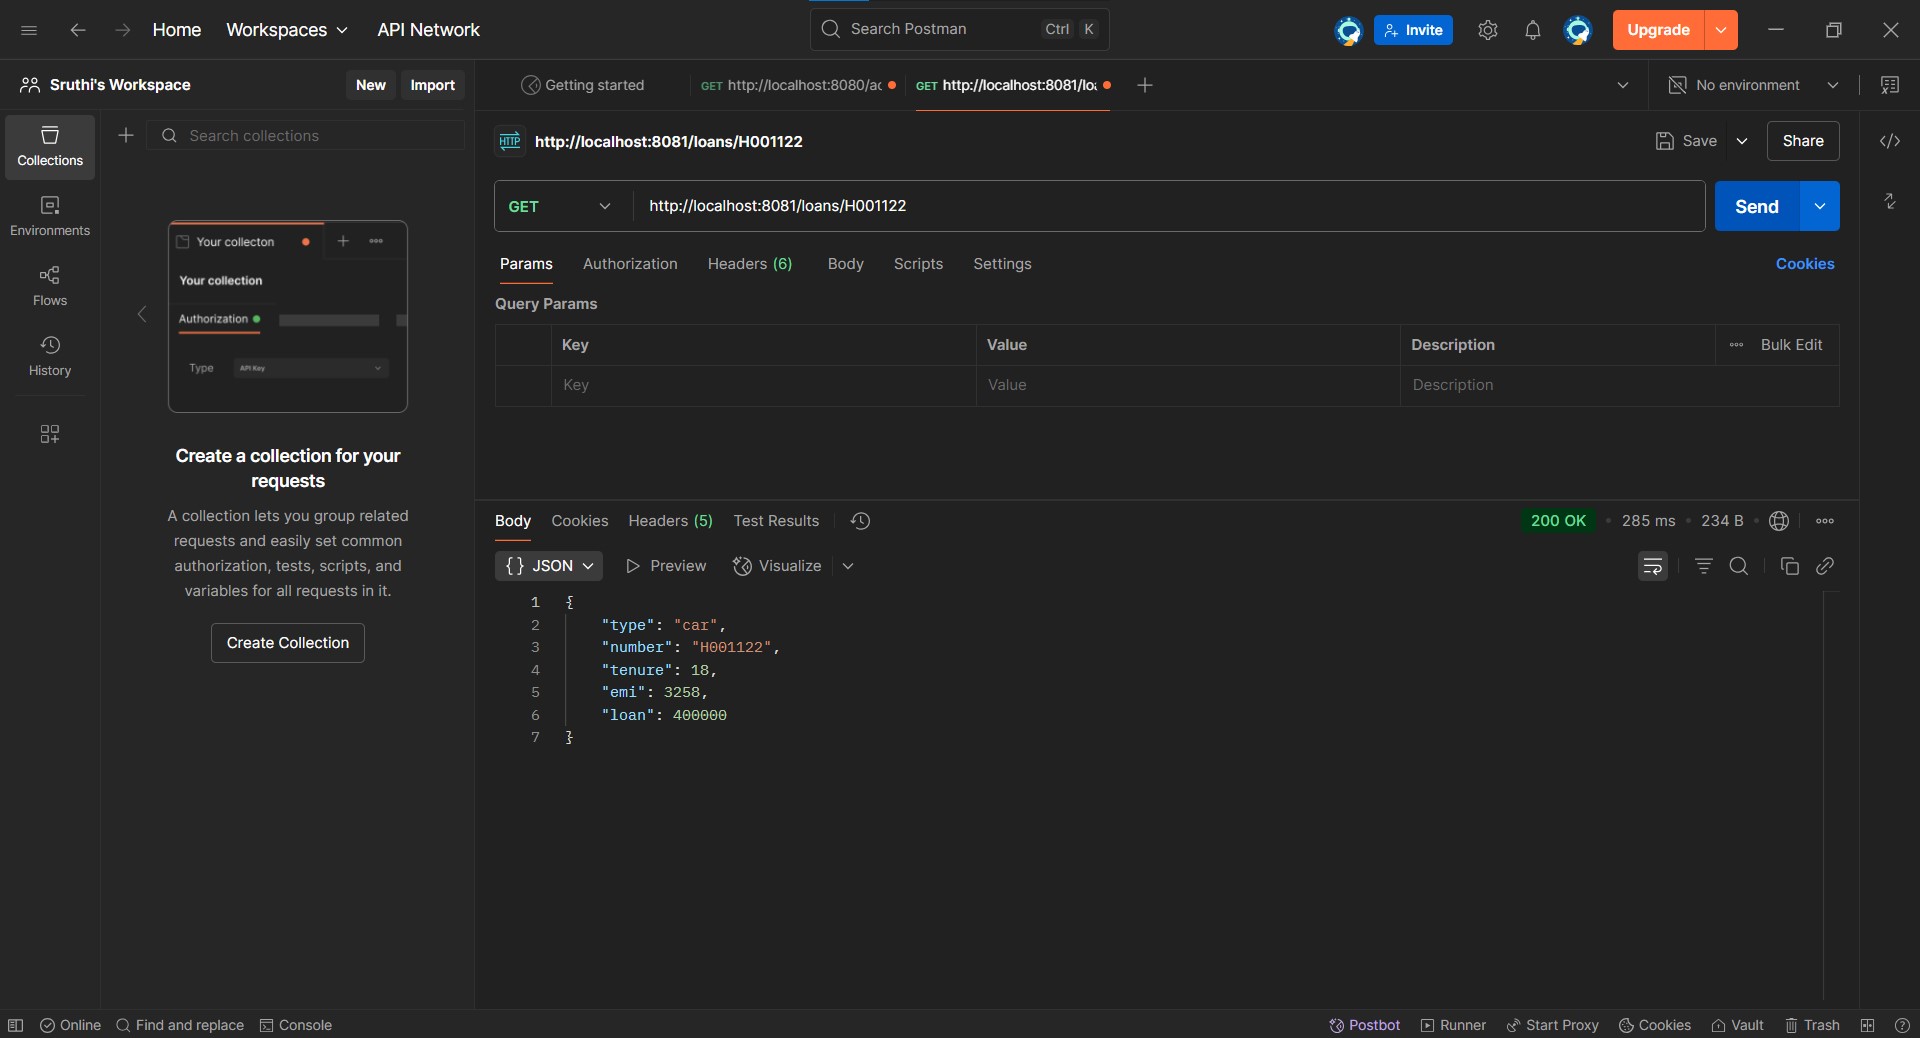 Home Workspaces API Network Search Postman Ctrl K Invite Upgrade
Sruthi's Workspace New Import Getting started GET http://localhost:8080/ac GET http://localhost:8081/loa No environment
Search collections
Collections
Environments
Flows
History
Your collecton
Your collection
Authorization
Type API Key
Create a collection for your
requests
A collection lets you group related
requests and easily set common
authorization, tests, scripts, and
variables for all requests in it.
Create Collection
HTTP http://localhost:8081/loans/H001122 Save Share
GET http://localhost:8081/loans/H001122 Send
Params Authorization Headers (6) Body Scripts Settings Cookies
Query Params
Key Value Description Bulk Edit
Key Value Description
Body Cookies Headers (5) Test Results 200 OK 285 ms 234 B
{} JSON Preview Visualize
1 {
2 "type": "car",
3 "number": "H001122",
4 "tenure": 18,
5 "emi": 3258,
6 "loan": 400000
7 }
Online Find and replace Console Postbot Runner Start Proxy Cookies Vault Trash